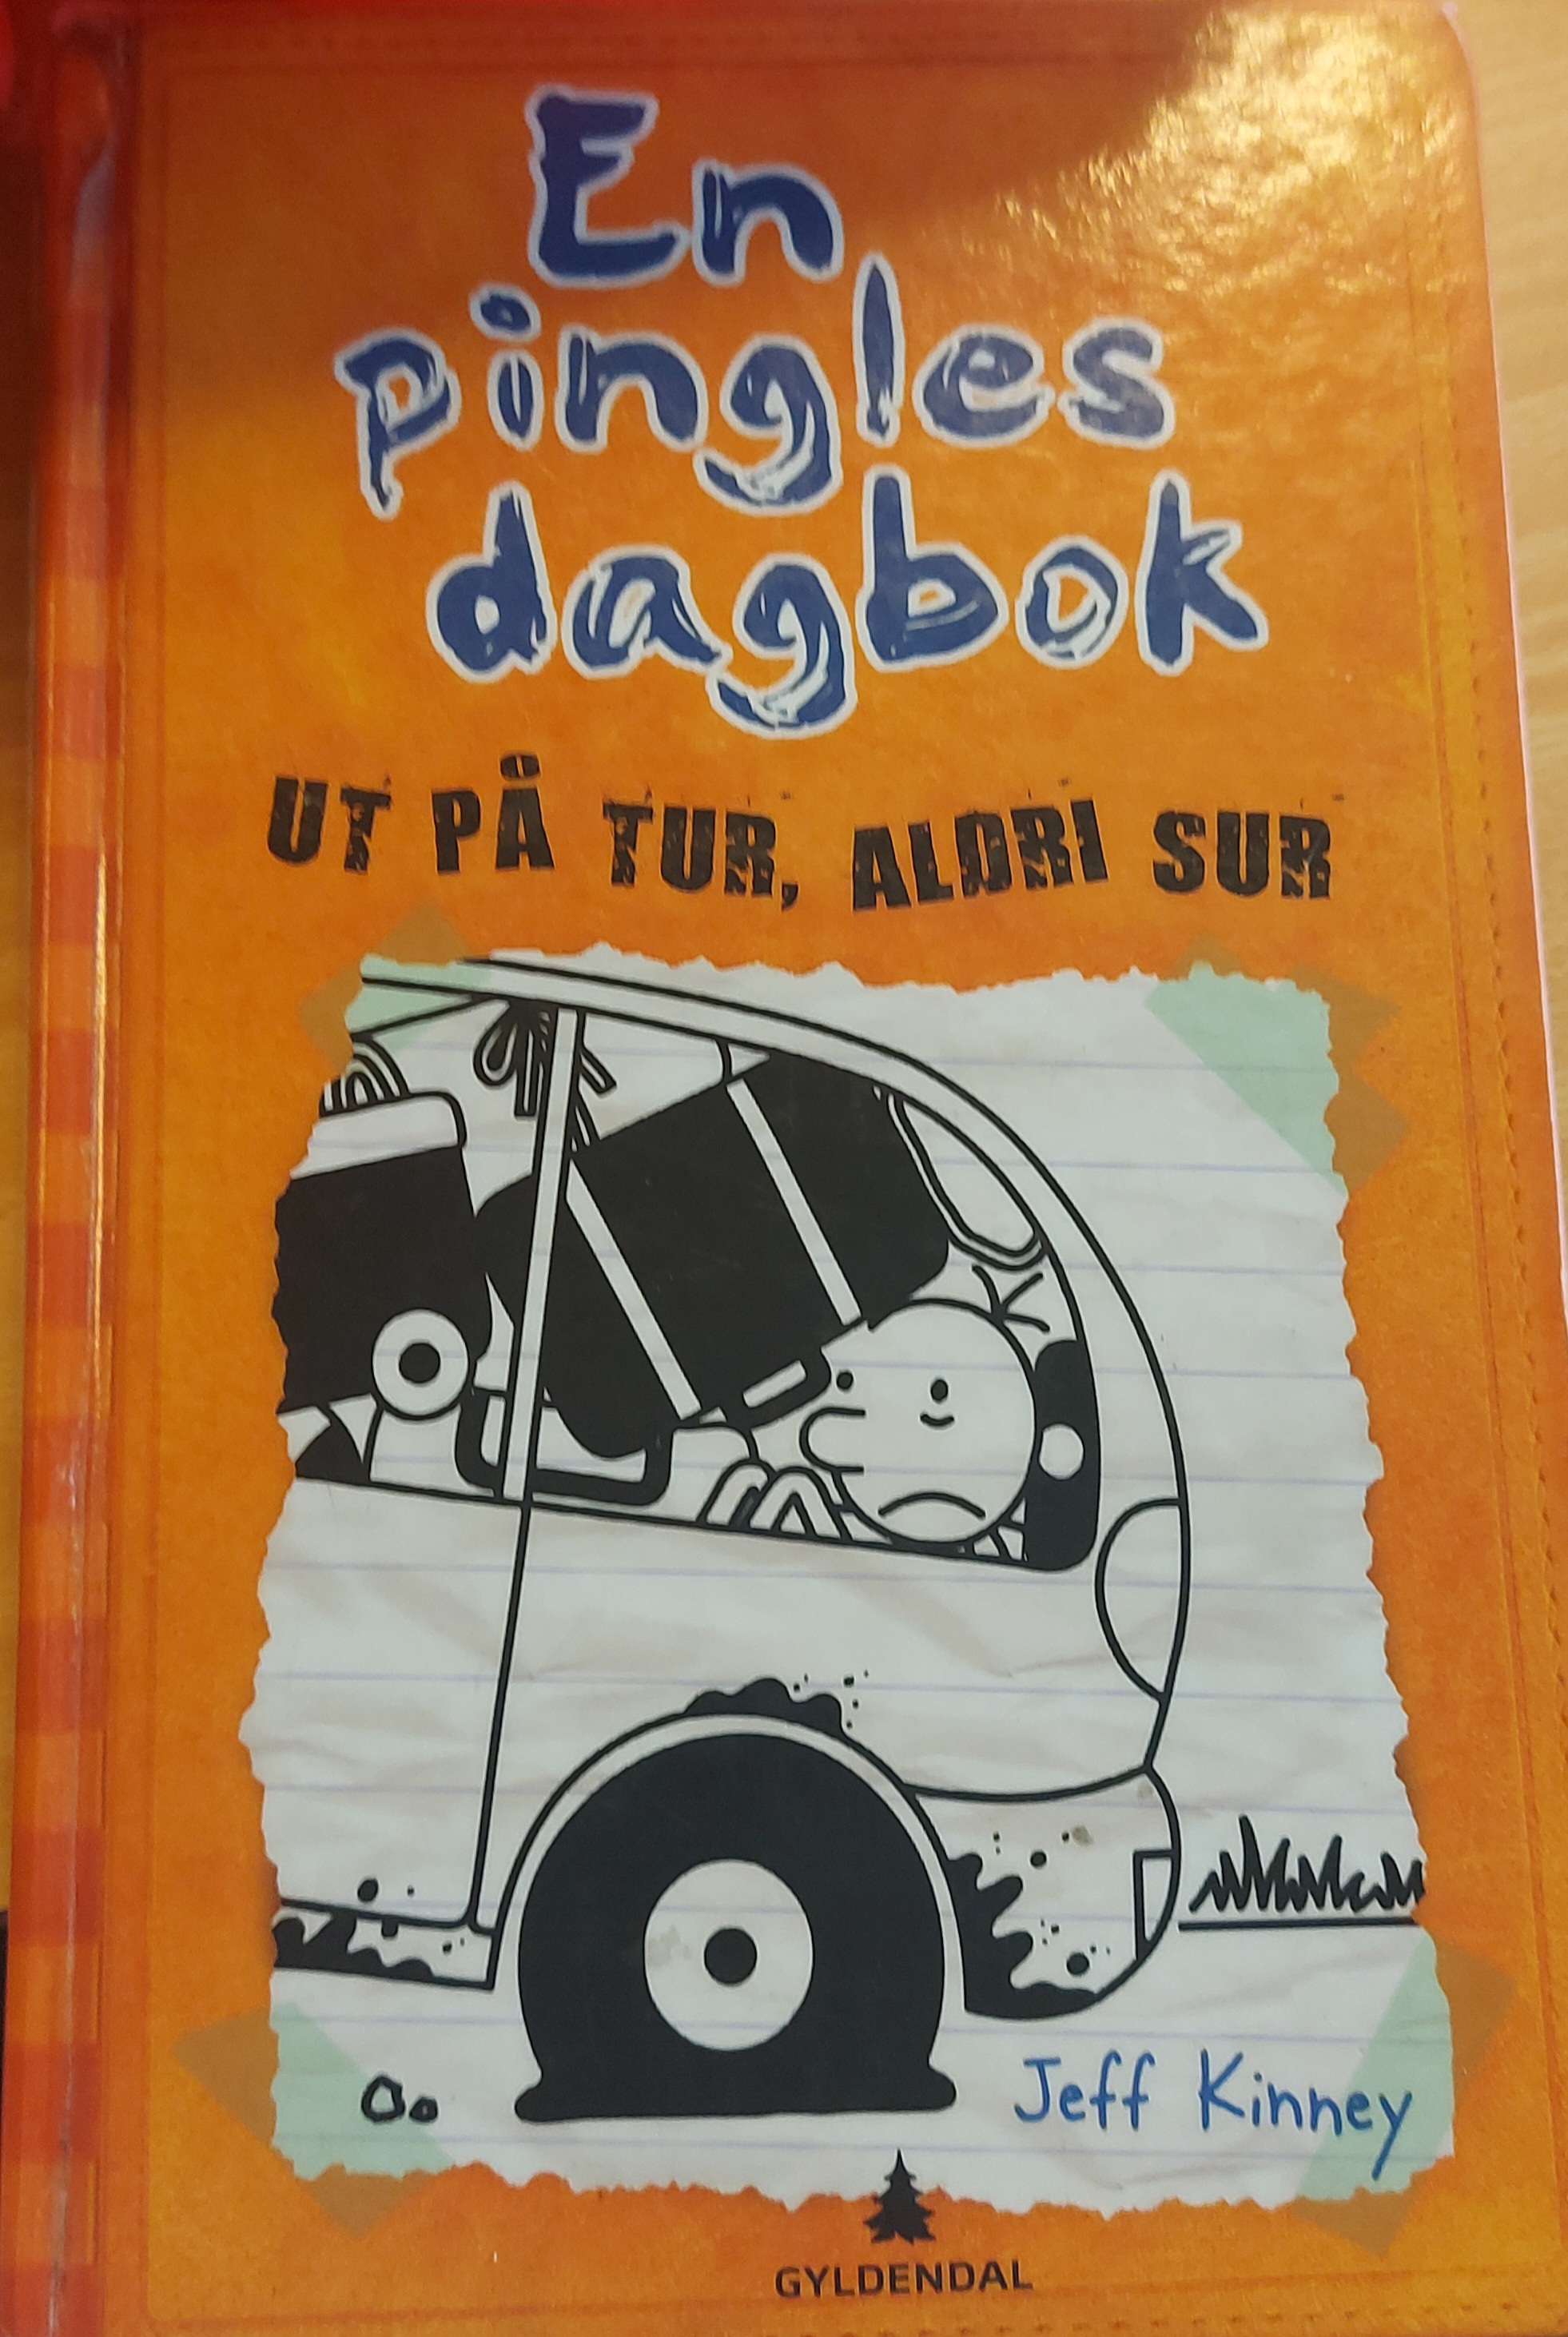 En
pingles
dagbok
UT PÅ TUR, ALDRI SUR
Jeff Kinney
GYLDENDAL